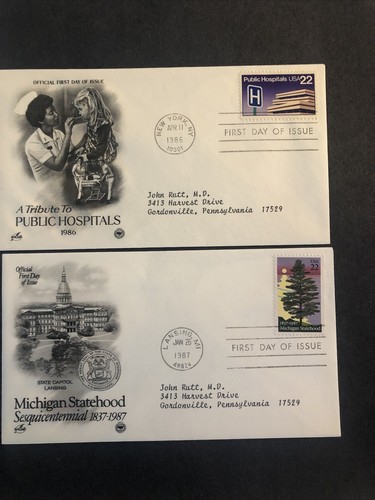 OFFICIAL FIRST DAY OF ISSUE
Public Hospitals USA 22
H
NEW YORK, NY
APR 11
1986
10001
FIRST DAY OF ISSUE
John Rutt, M.D.
3413 Harvest Drive
Gordonville, Pennsylvania 17529
A Tribute To
PUBLIC HOSPITALS
1986
Official
First Day
of Issue
USA
22
1837-1987
Michigan Statehood
LANSING, MI
JAN 26
1987
48924
FIRST DAY OF ISSUE
STATE CAPITOL
LANSING
John Rutt, M.D.
3413 Harvest Drive
Gordonville, Pennsylvania 17529
Michigan Statehood
Sesquicentennial 1837-1987